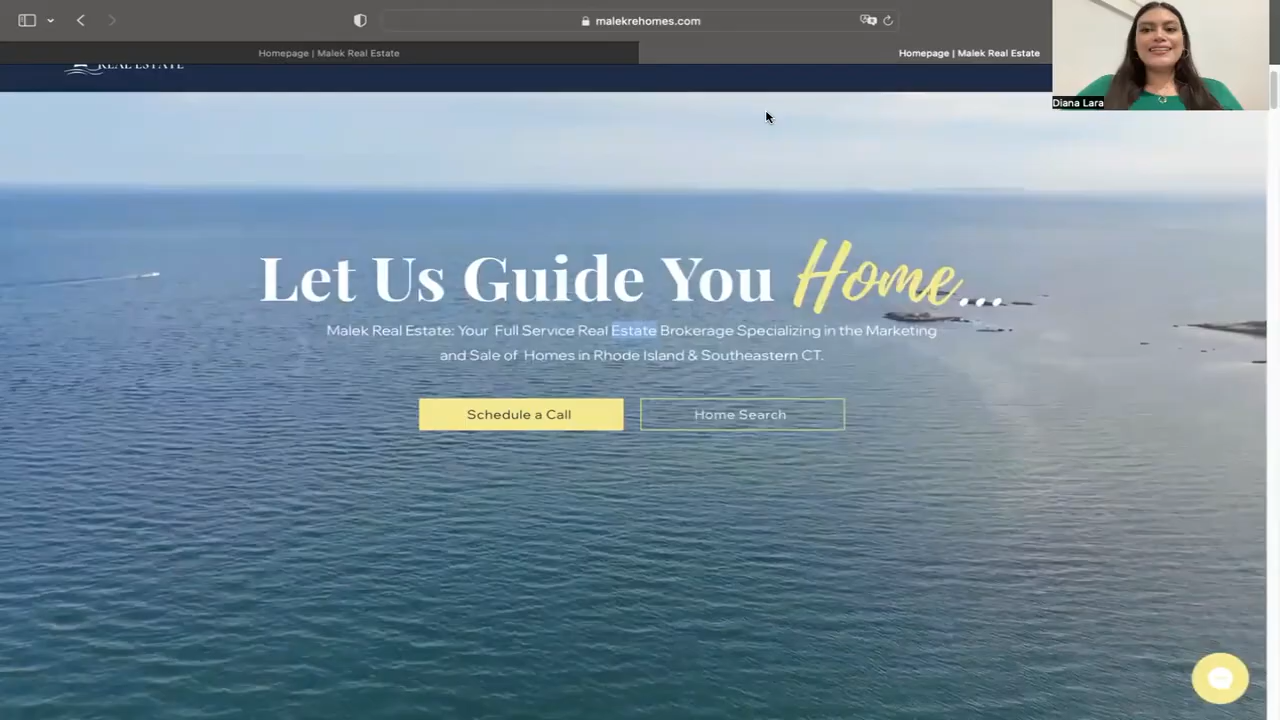 malekrehomes.com
Homepage | Malek Real Estate
Homepage | Malek Real Estate
REAL ESTATE
Diana Lara
Let Us Guide You Home...
Malek Real Estate: Your Full Service Real Estate Brokerage Specializing in the Marketing
and Sale of Homes in Rhode Island & Southeastern CT.
Schedule a Call
Home Search